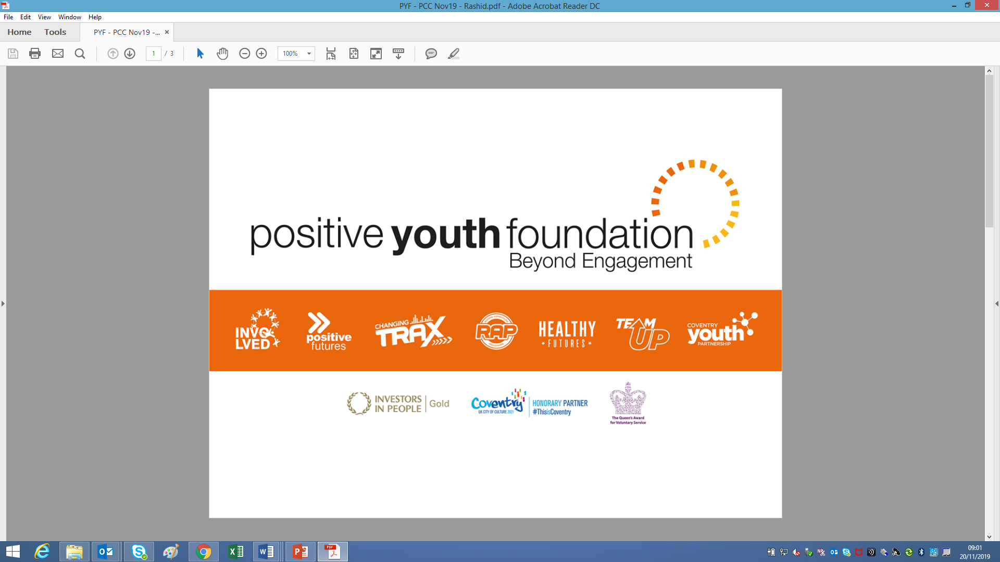 PYF - PCC Nov19 - Rashid.pdf - Adobe Acrobat Reader DC
File Edit View Window Help
Home Tools PYF - PCC Nov19 -... ×
1 / 3 100%
positive youth foundation
Beyond Engagement
INVO
LVED
positive
futures
CHANGING
TRAX
RAP
HEALTHY
FUTURES
TEAM
UP
COVENTRY
youth
PARTNERSHIP
INVESTORS
IN PEOPLE | Gold
Coventry
UK CITY OF CULTURE 2021
HONORARY PARTNER
#ThisisCoventry
The Queen's Award
for Voluntary Service
09:01
20/11/2019